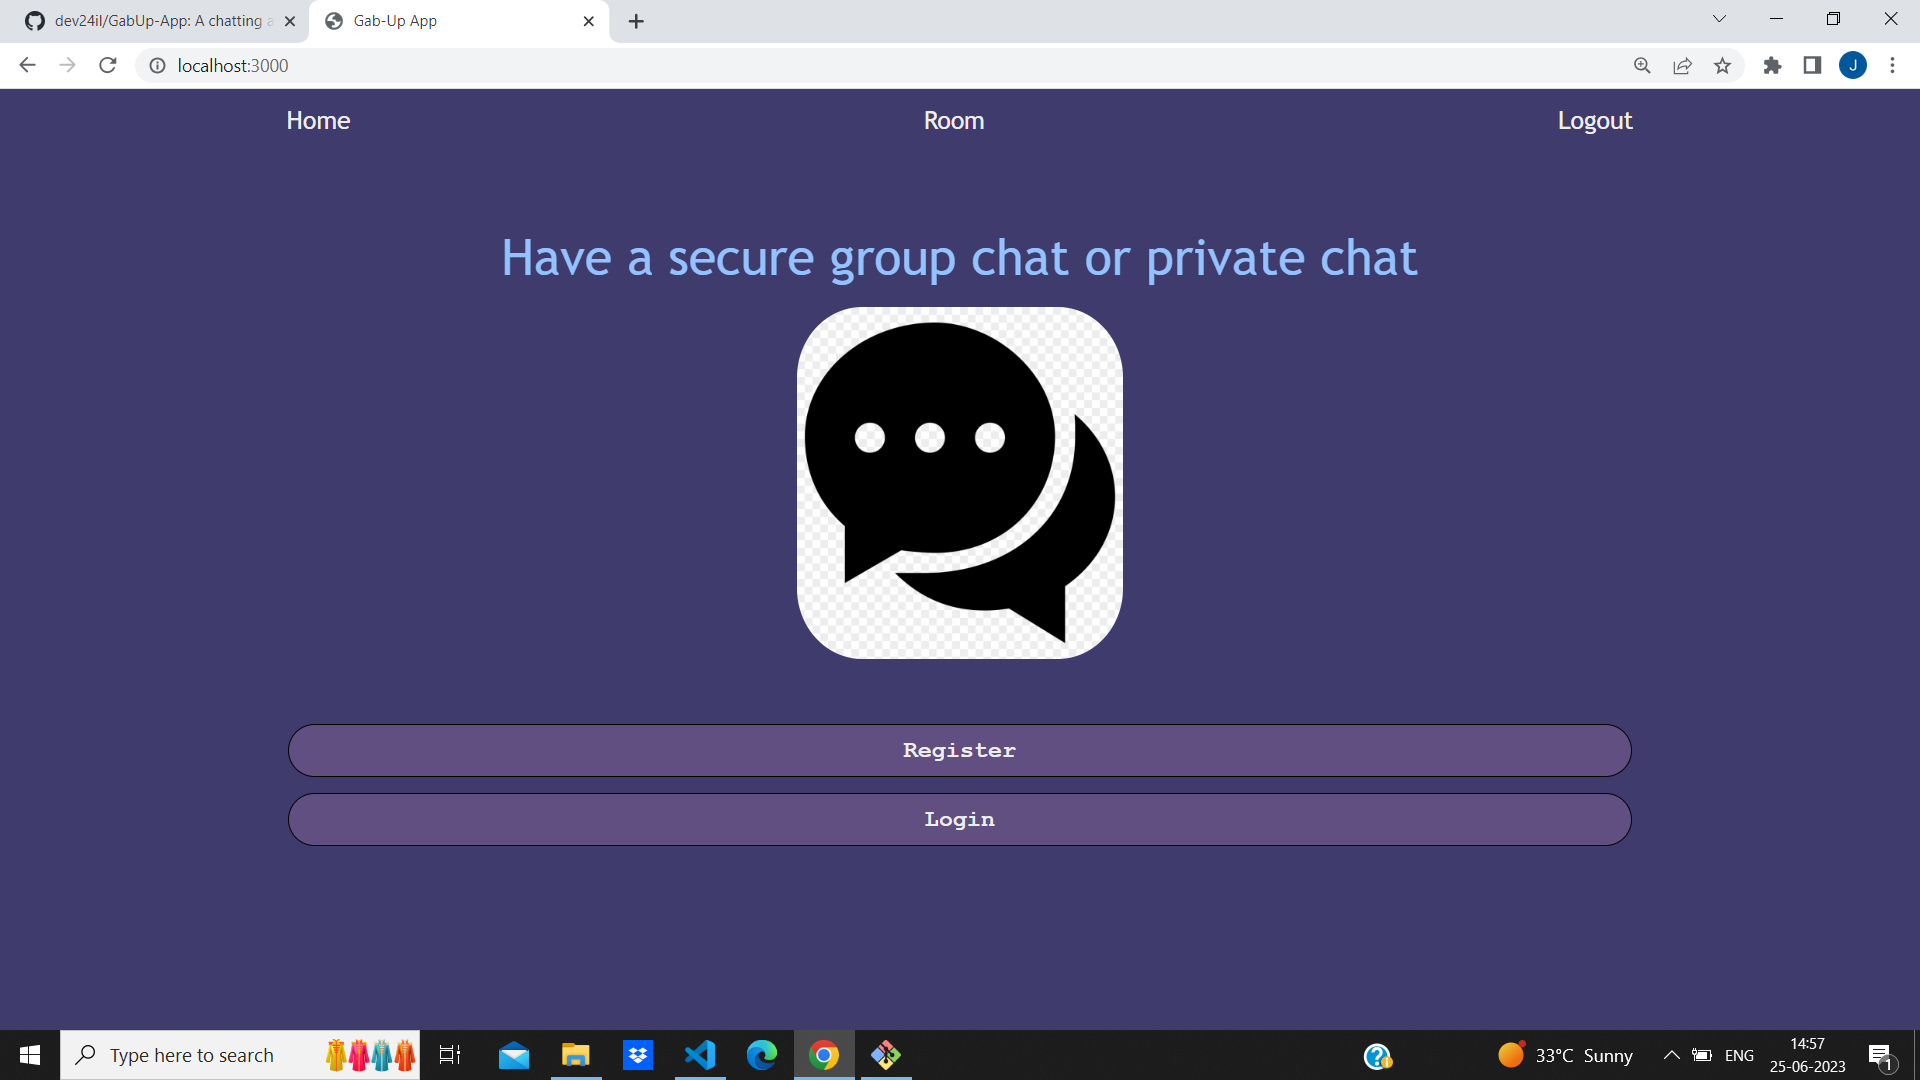 dev24il/GabUp-App: A chatting a
Gab-Up App
localhost:3000
J
Home
Room
Logout
Have a secure group chat or private chat
Register
Login
Type here to search
33°C Sunny
ENG
14:57
25-06-2023
1